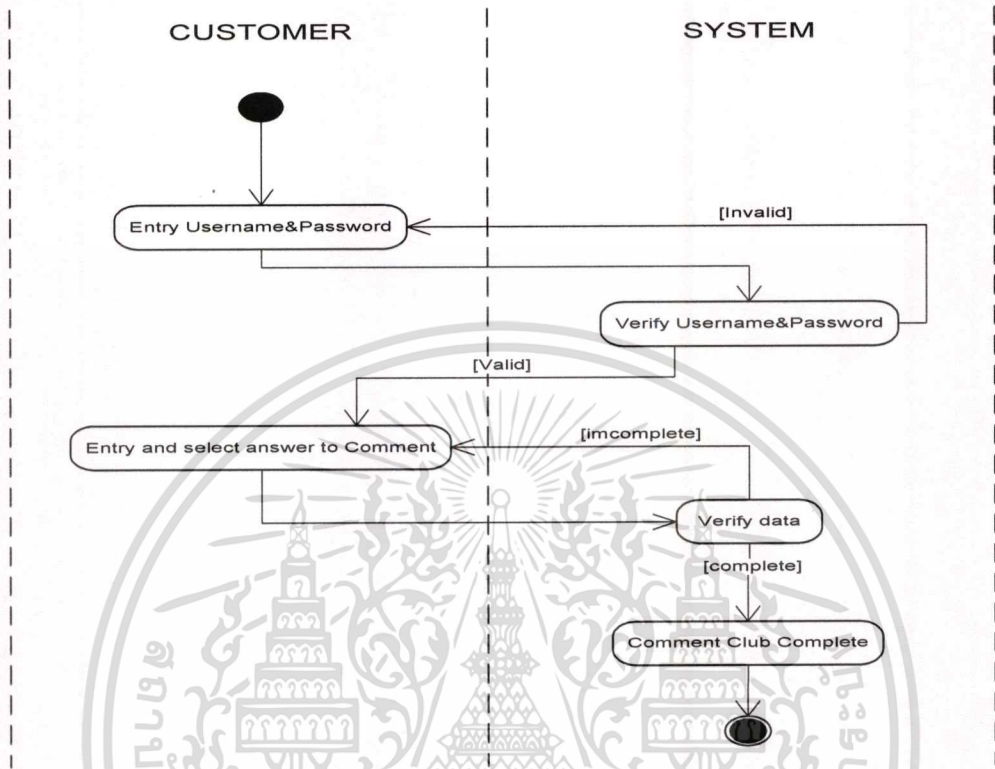 CUSTOMER
SYSTEM
Entry Username&Password
[Invalid]
Verify Username&Password
[Valid]
Entry and select answer to Comment
[imcomplete]
Verify data
[complete]
Comment Club Complete